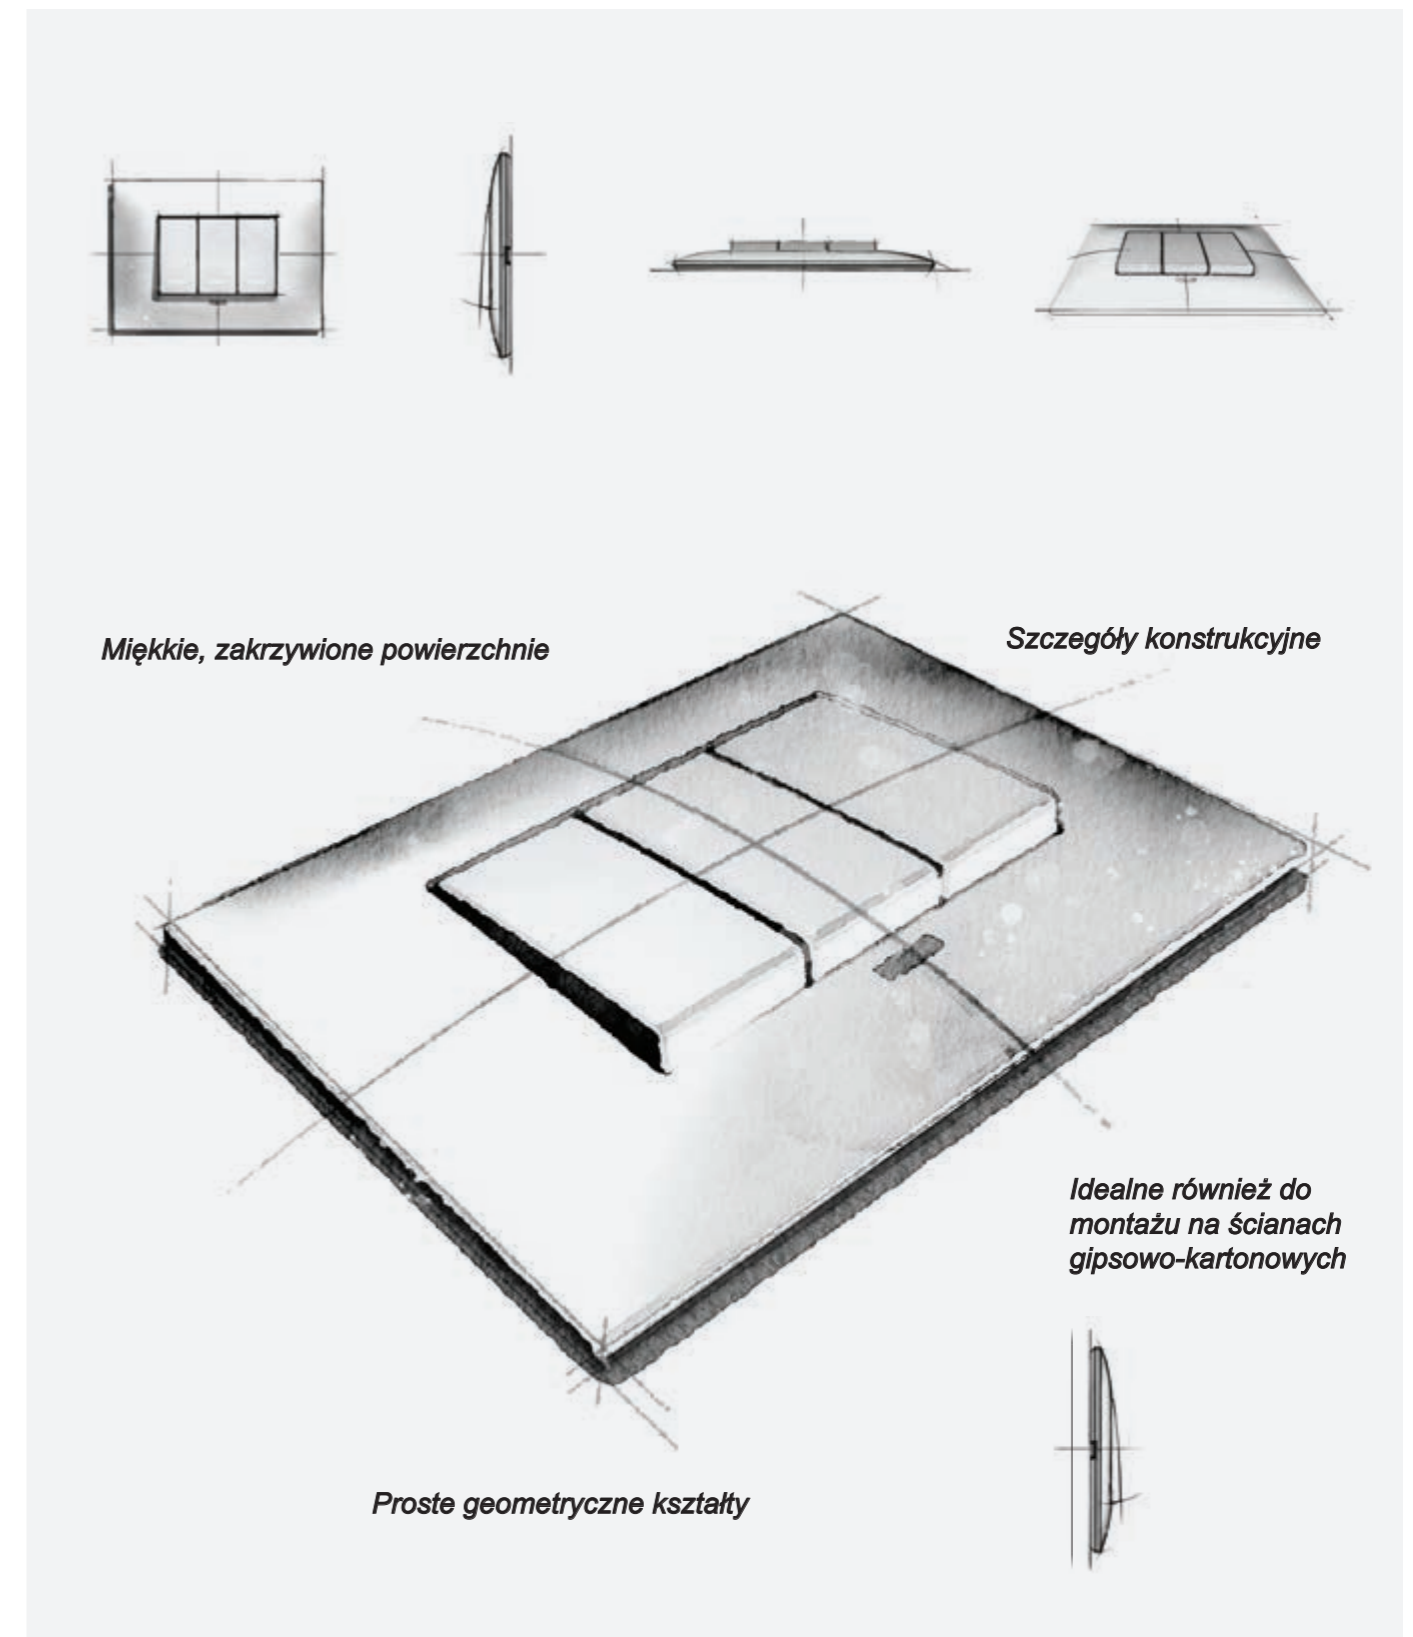 Miękkie, zakrzywione powierzchnie
Szczegóły konstrukcyjne
Idealne również do
montażu na ścianach
gipsowo-kartonowych
Proste geometryczne kształty